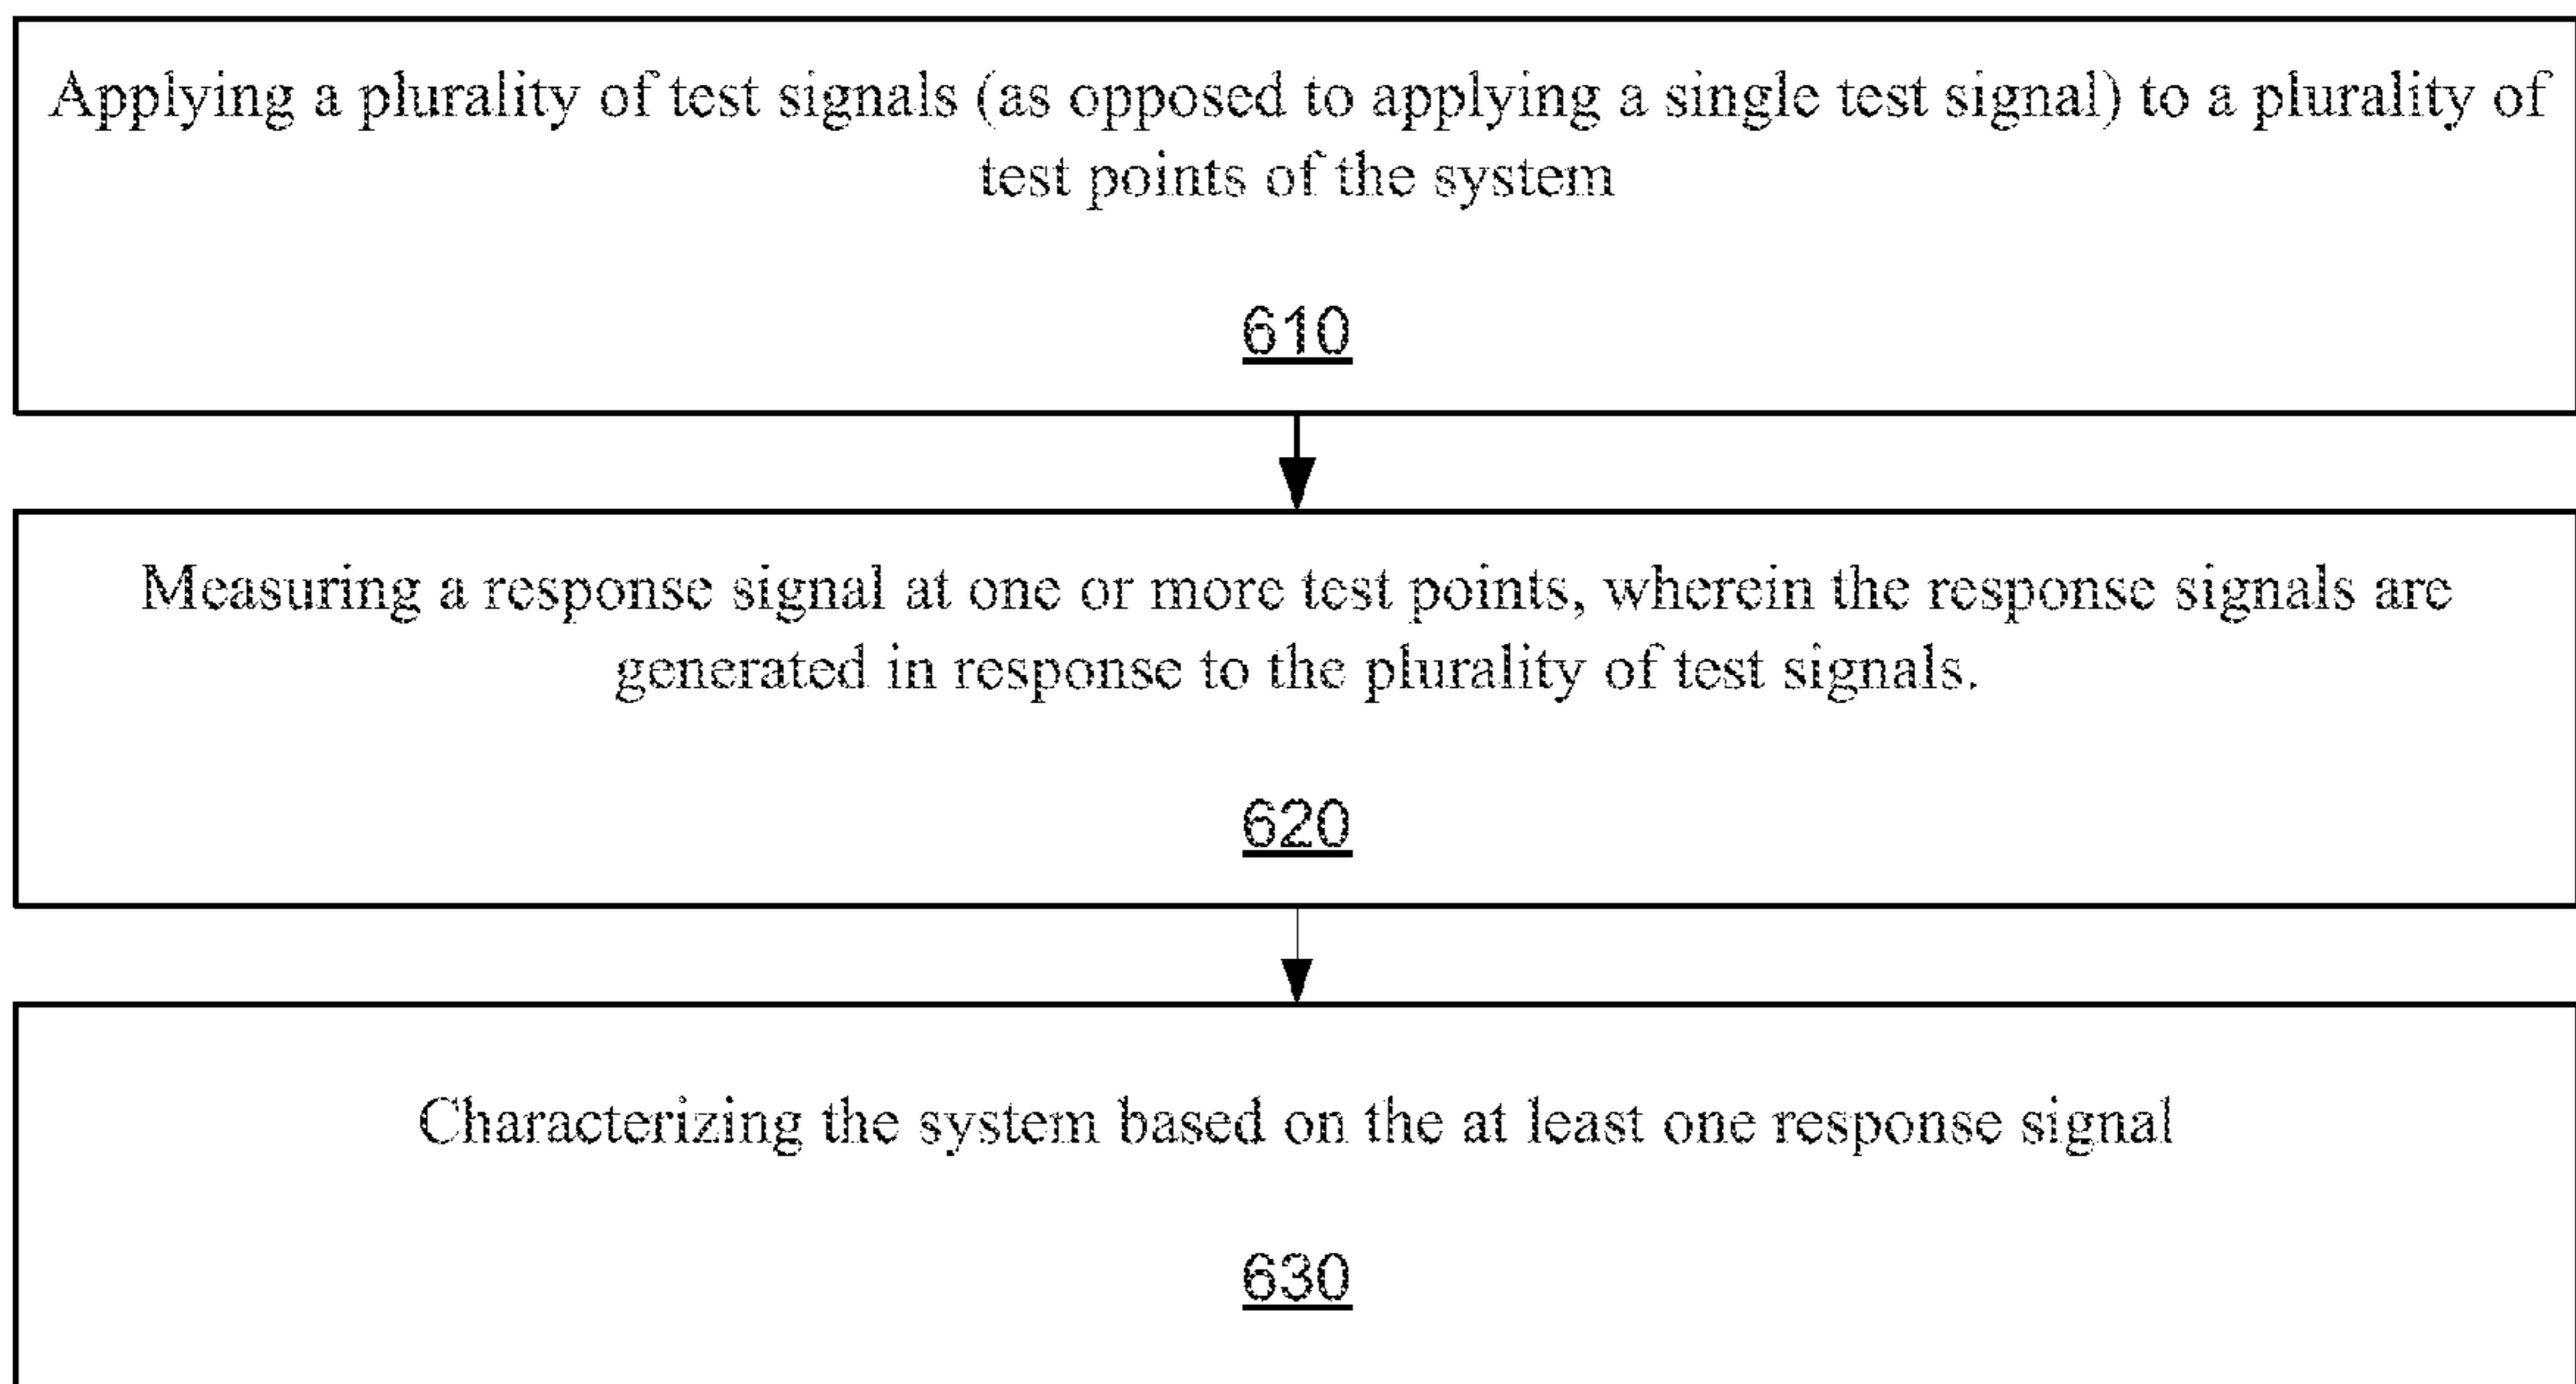 Applying a plurality of test signals (as opposed to applying a single test signal) to a plurality of
test points of the system
610
Measuring a response signal at one or more test points, wherein the response signals are
generated in response to the plurality of test signals.
620
Characterizing the system based on the at least one response signal
630